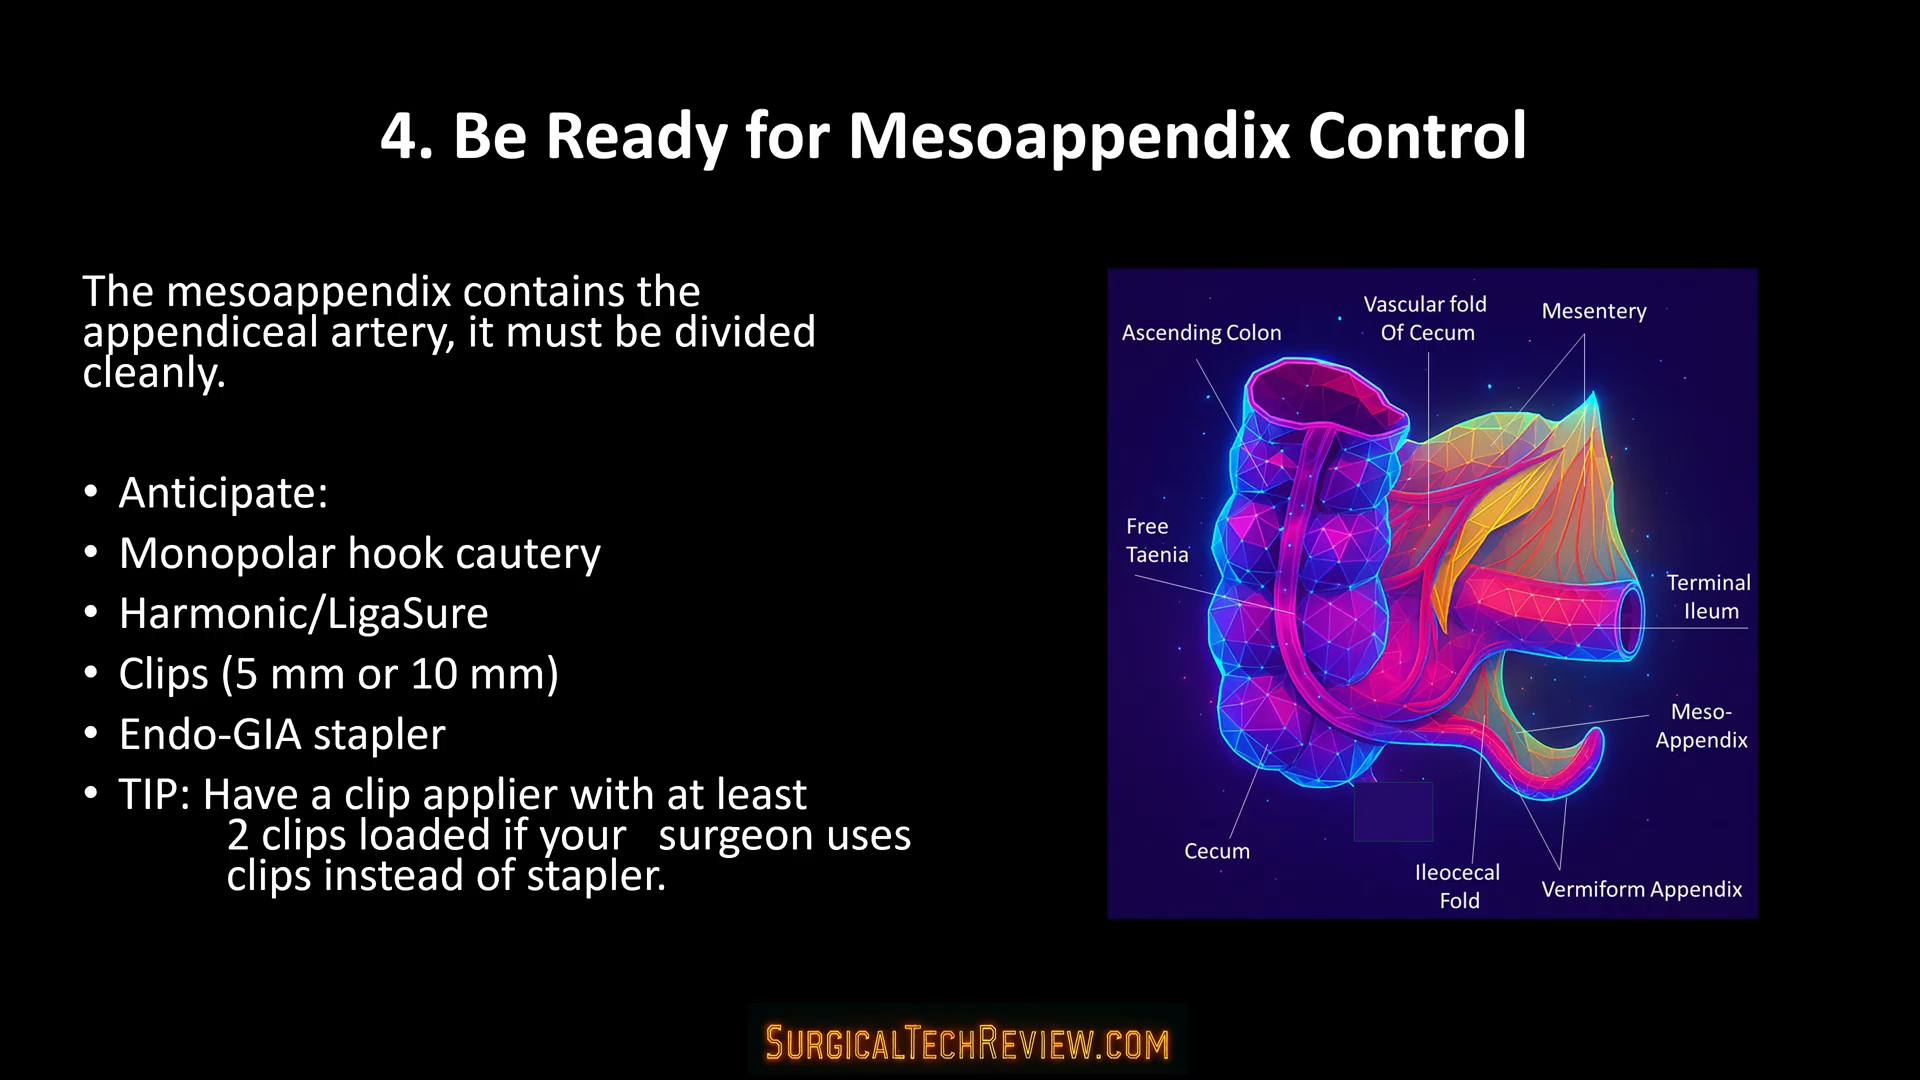 4. Be Ready for Mesoappendix Control
The mesoappendix contains the
appendiceal artery, it must be divided
cleanly.
• Anticipate:
• Monopolar hook cautery
• Harmonic/LigaSure
• Clips (5 mm or 10 mm)
• Endo-GIA stapler
• TIP: Have a clip applier with at least
2 clips loaded if your surgeon uses
clips instead of stapler.
Ascending Colon
Vascular fold
Of Cecum
Mesentery
Free
Taenia
Terminal
Ileum
Meso-
Appendix
Cecum
Ileocecal
Fold
Vermiform Appendix
SURGICALTECHREVIEW.COM